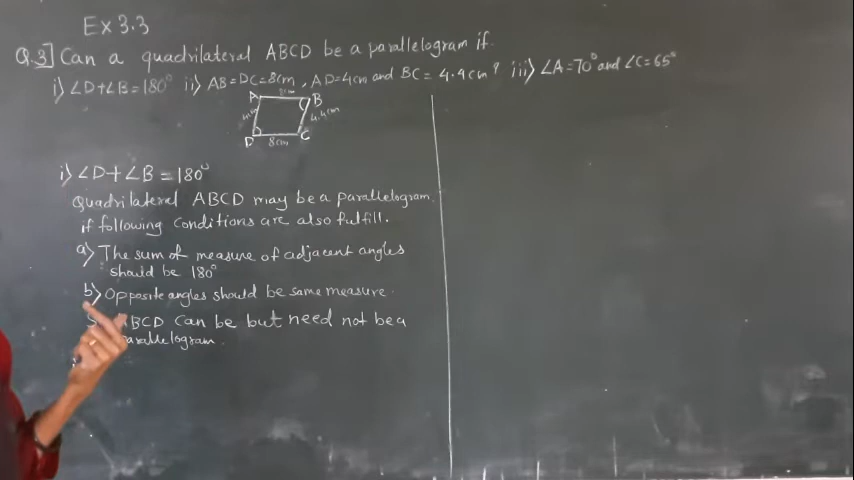 Ex 3.3
Q.3] Can a quadrilateral ABCD be a parallelogram if
i) ∠D+∠B=180° ii) AB=DC=8cm, AD=4cm and BC=4.4cm? iii) ∠A=70° and ∠C=65°
A B
4.4cm
D 8cm C
i) ∠D+∠B=180°
Quadrilateral ABCD may be a parallelogram
if following conditions are also fulfill.
a) The sum of measure of adjacent angles
should be 180°
b) Opposite angles should be same measure.
ABCD can be but need not be a
parallelogram.